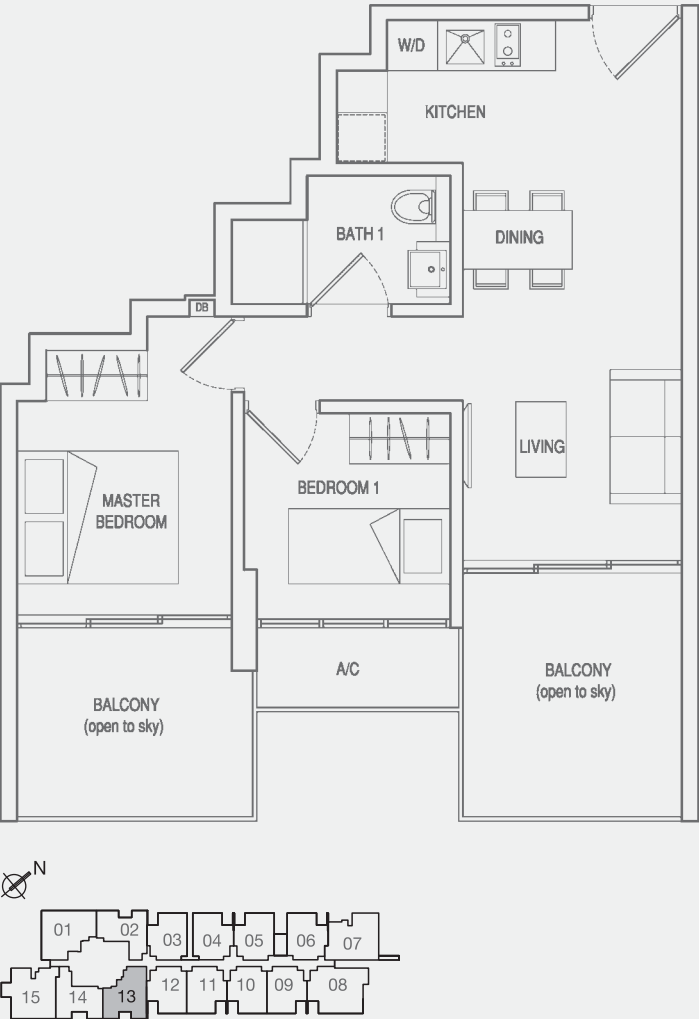 W/D
KITCHEN
BATH 1
DINING
DB
LIVING
BEDROOM 1
MASTER
BEDROOM
A/C
BALCONY
(open to sky)
BALCONY
(open to sky)
N
01 02 03 04 05 06 07
15 14 13 12 11 10 09 08